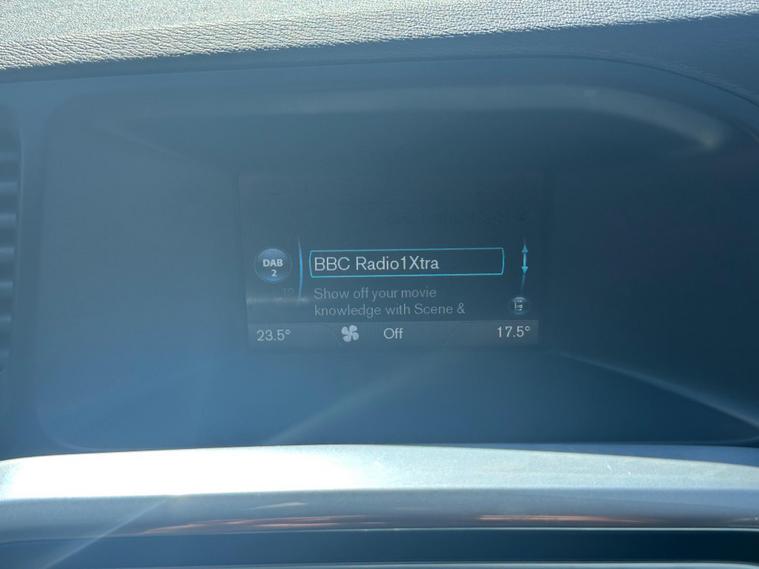 DAB
2
BBC Radio1Xtra
Show off your movie
knowledge with Scene &
23.5°
Off
17.5°